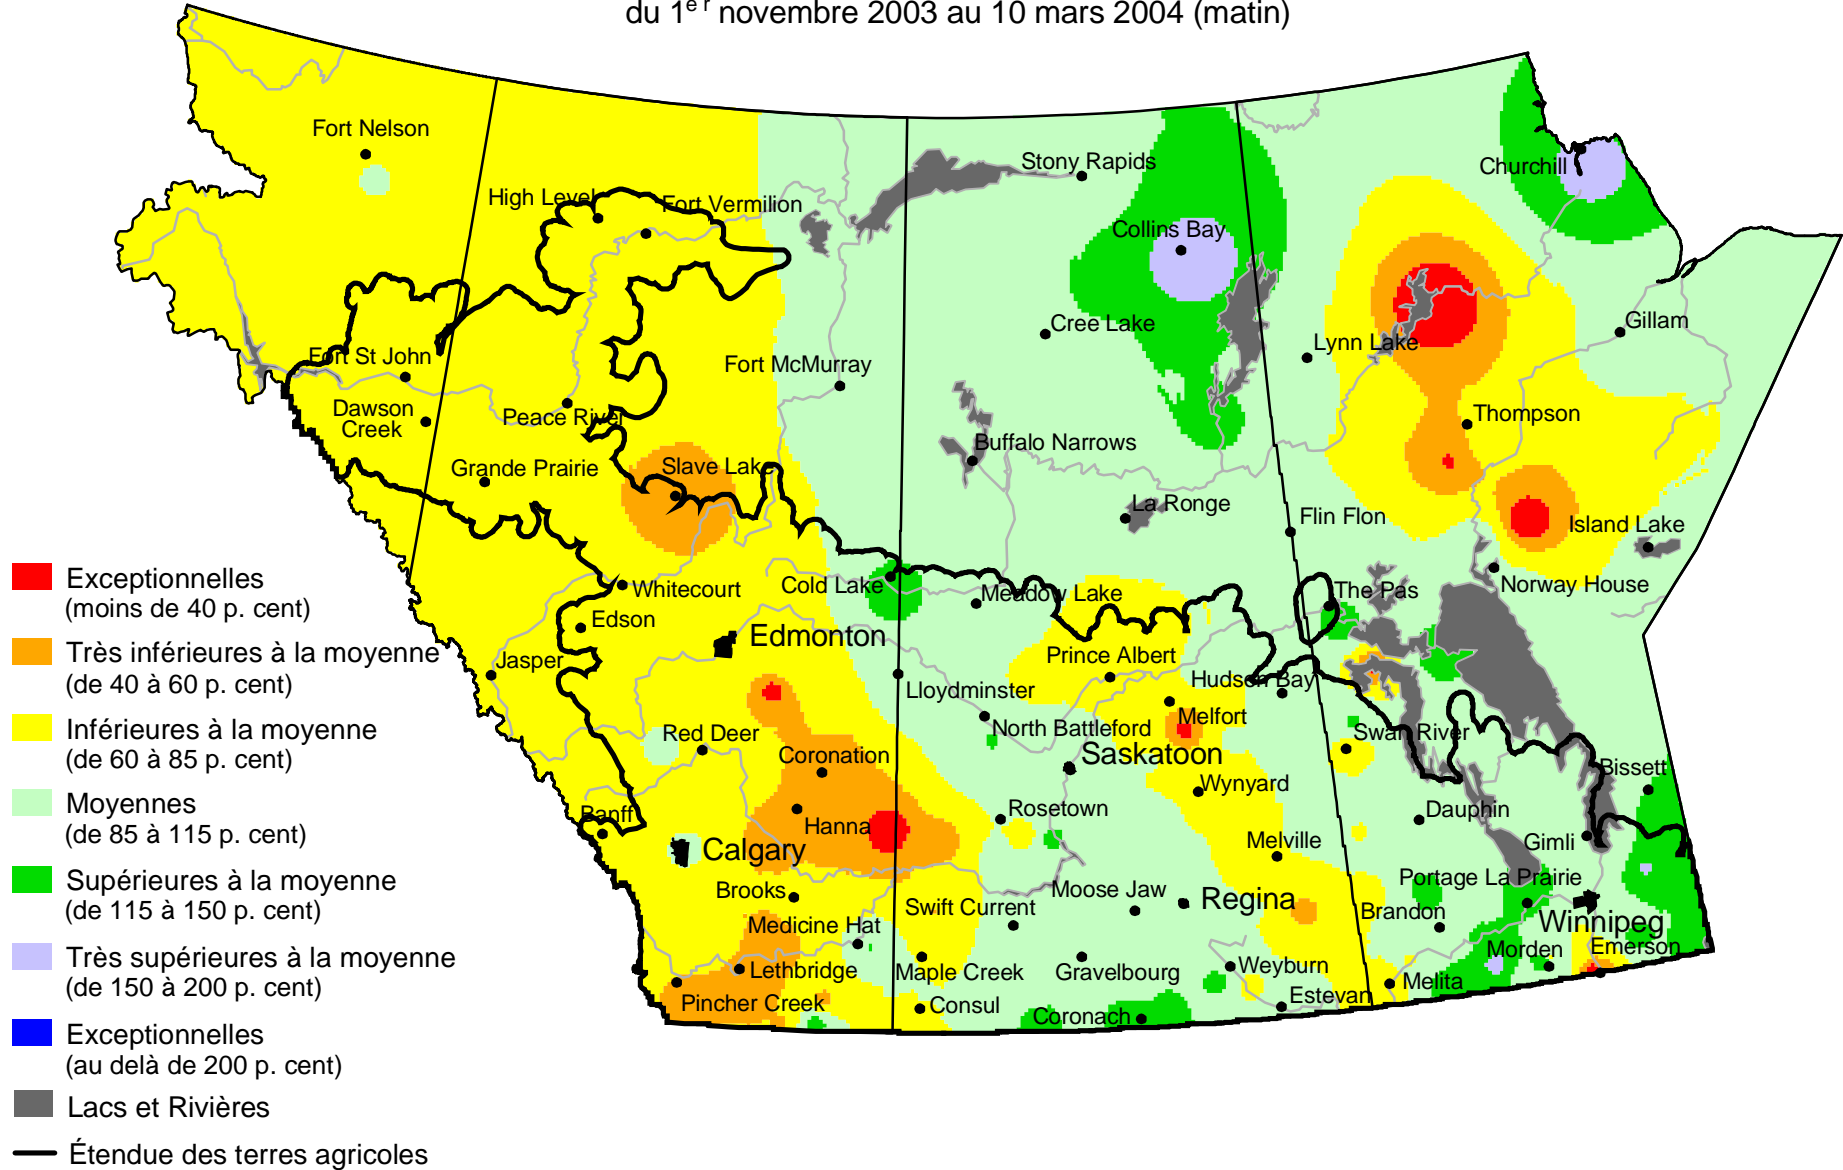 du 1er novembre 2003 au 10 mars 2004 (matin)
Fort Nelson
Stony Rapids
Churchill
High Level
Fort Vermilion
Collins Bay
Cree Lake
Gillam
Lynn Lake
Fort St John
Fort McMurray
Dawson
Creek
Peace River
Thompson
Buffalo Narrows
Grande Prairie
Slave Lake
La Ronge
Flin Flon
Island Lake
Whitecourt
Cold Lake
Meadow Lake
The Pas
Norway House
Edson
Edmonton
Jasper
Prince Albert
Hudson Bay
Lloydminster
Melfort
North Battleford
Red Deer
Swan River
Coronation
Saskatoon
Bissett
Wynyard
Banff
Hanna
Rosetown
Dauphin
Calgary
Melville
Gimli
Brooks
Moose Jaw
Regina
Portage La Prairie
Swift Current
Brandon
Winnipeg
Medicine Hat
Morden
Emerson
Lethbridge
Maple Creek
Gravelbourg
Weyburn
Melita
Pincher Creek
Consul
Coronach
Estevan
Exceptionnelles
(moins de 40 p. cent)
Très inférieures à la moyenne
(de 40 à 60 p. cent)
Inférieures à la moyenne
(de 60 à 85 p. cent)
Moyennes
(de 85 à 115 p. cent)
Supérieures à la moyenne
(de 115 à 150 p. cent)
Très supérieures à la moyenne
(de 150 à 200 p. cent)
Exceptionnelles
(au delà de 200 p. cent)
Lacs et Rivières
Étendue des terres agricoles